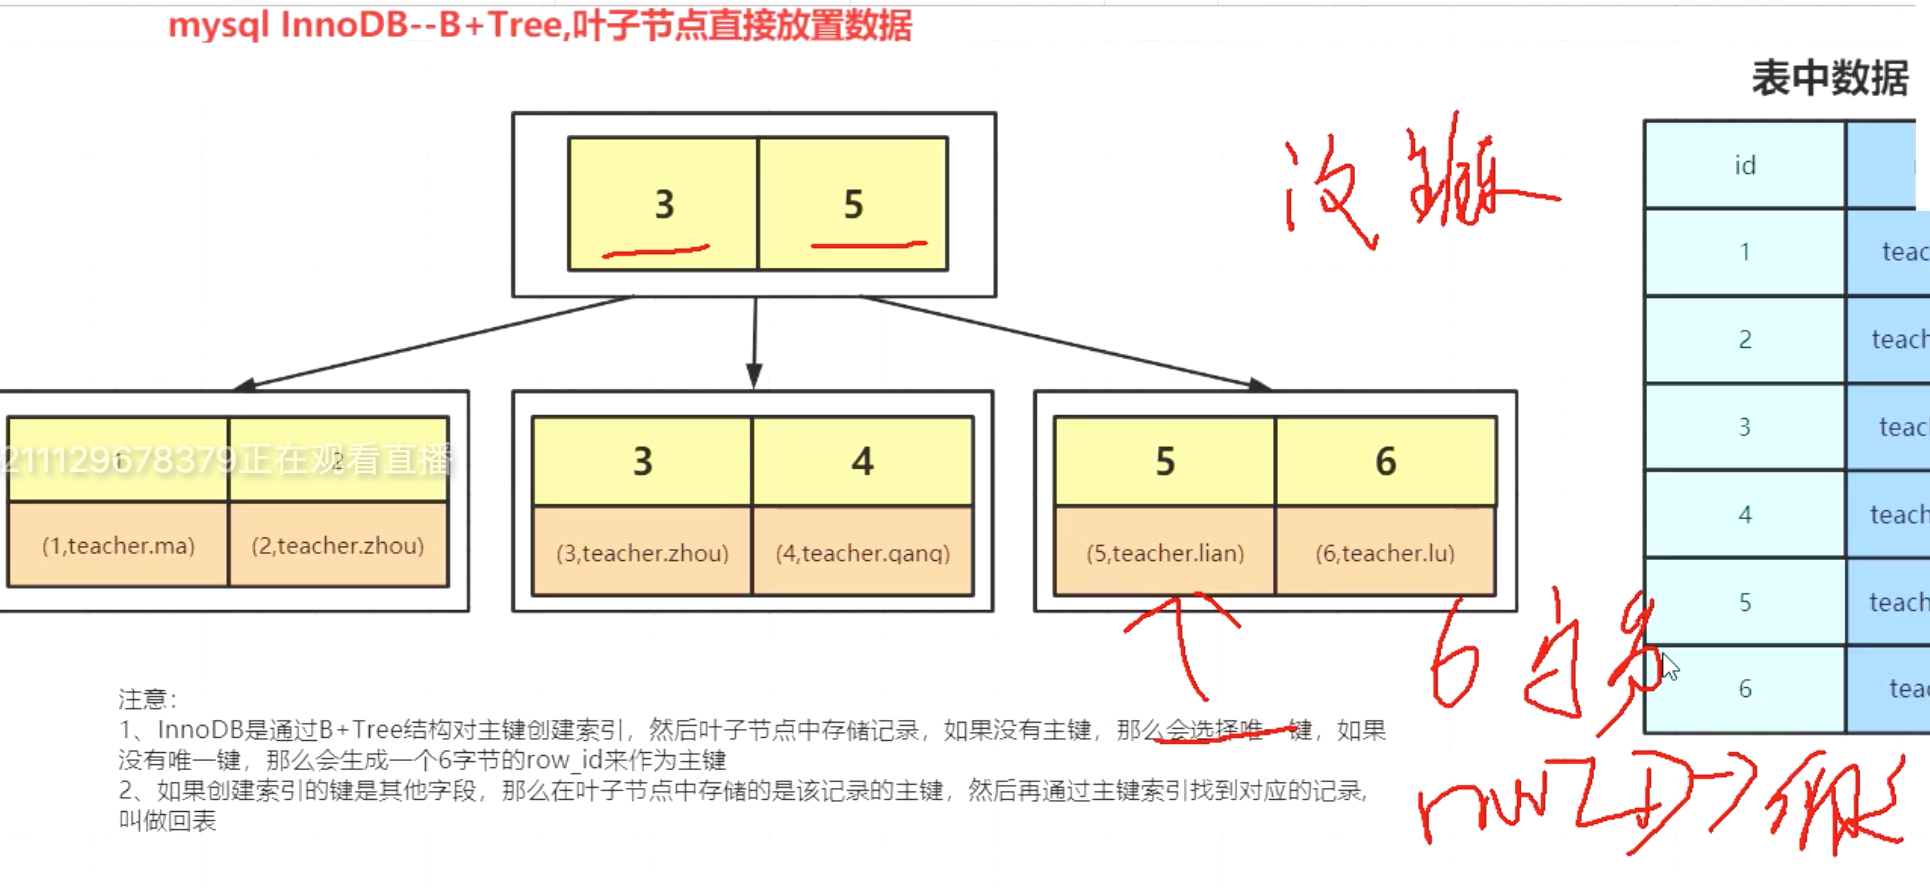 mysql InnoDB--B+Tree,叶子节点直接放置数据
表中数据
3 5
没 主键
id
1 teac
2 teach
3 teac
4 teach
5 teach
6 tea
211129678379正在观看直播
1 2
3 4
5 6
(1,teacher.ma) (2,teacher.zhou)
(3,teacher.zhou) (4,teacher.qanq)
(5,teacher.lian) (6,teacher.lu)
6
注意：
1、InnoDB是通过B+Tree结构对主键创建索引，然后叶子节点中存储记录，如果没有主键，那么会选择唯一键，如果
没有唯一键，那么会生成一个6字节的row_id来作为主键
2、如果创建索引的键是其他字段，那么在叶子节点中存储的是该记录的主键，然后再通过主键索引找到对应的记录,
叫做回表